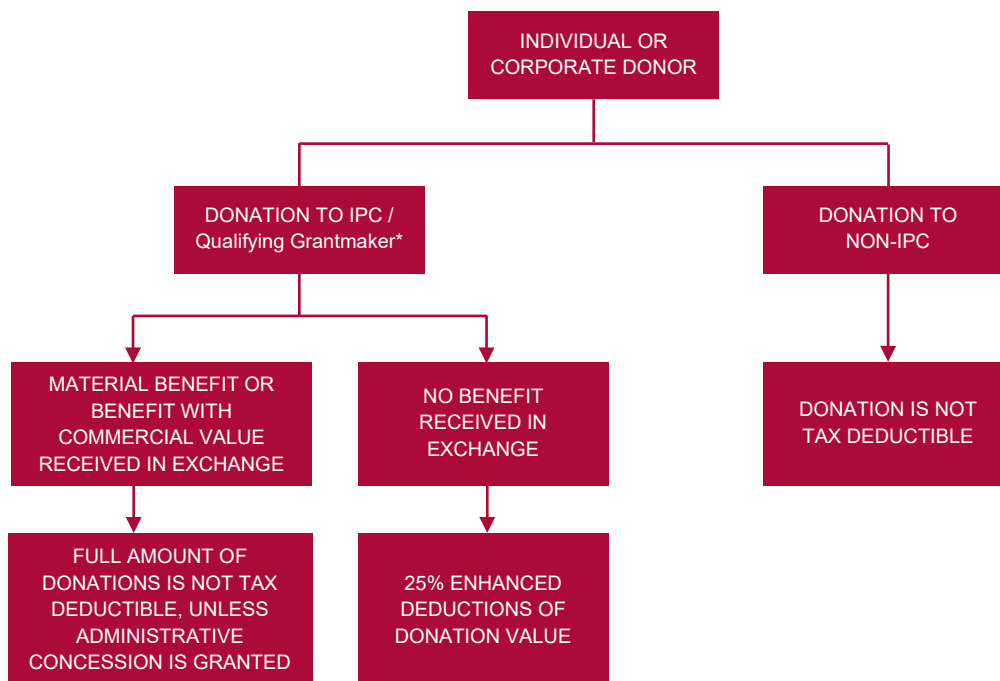 INDIVIDUAL OR
CORPORATE DONOR
DONATION TO IPC /
Qualifying Grantmaker*
DONATION TO
NON-IPC
MATERIAL BENEFIT OR
BENEFIT WITH
COMMERCIAL VALUE
RECEIVED IN EXCHANGE
NO BENEFIT
RECEIVED IN
EXCHANGE
DONATION IS NOT
TAX DEDUCTIBLE
FULL AMOUNT OF
DONATIONS IS NOT TAX
DEDUCTIBLE, UNLESS
ADMINISTRATIVE
CONCESSION IS GRANTED
25% ENHANCED
DEDUCTIONS OF
DONATION VALUE